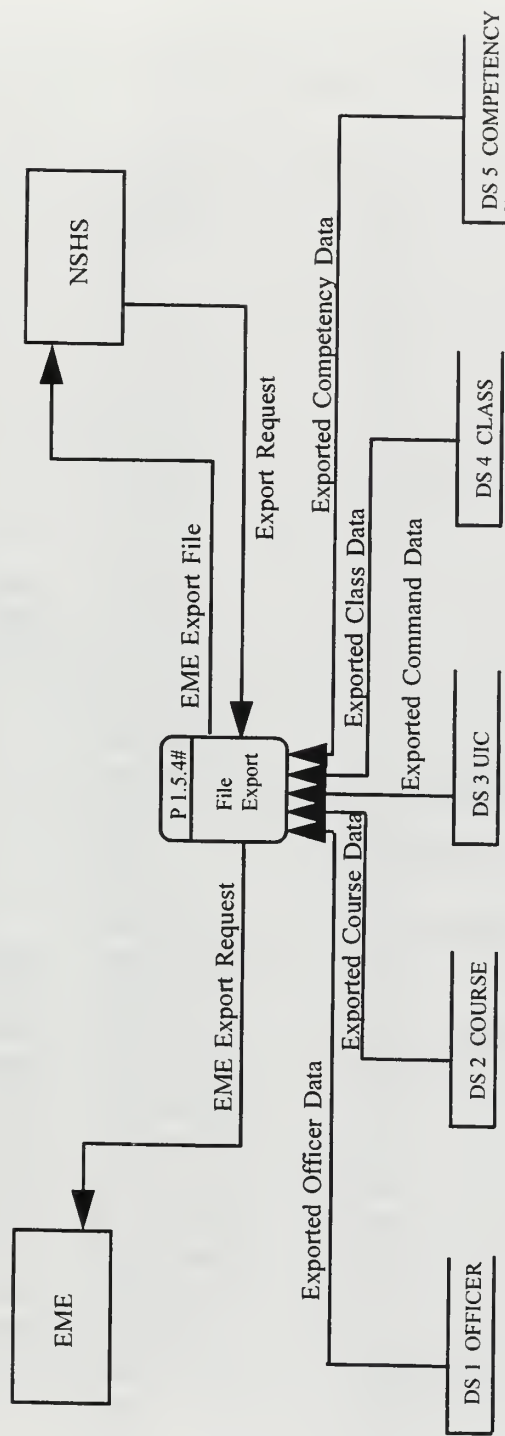 EME
NSHS
EME Export Request
P 1.5.4#
File
Export
EME Export File
Export Request
Exported Officer Data
Exported Course Data
Exported Command Data
Exported Class Data
Exported Competency Data
DS 1 OFFICER
DS 2 COURSE
DS 3 UIC
DS 4 CLASS
DS 5 COMPETENCY